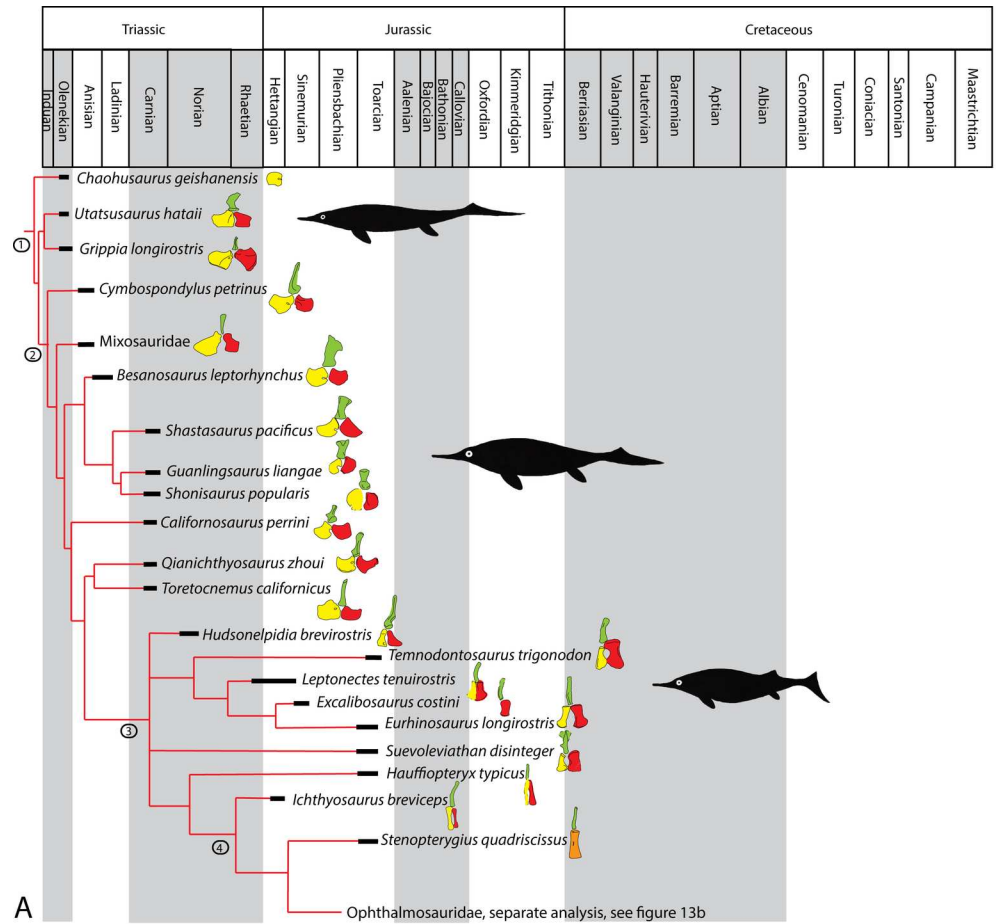 Triassic
Jurassic
Cretaceous
Induan
Olenekian
Anisian
Ladinian
Carnian
Norian
Rhaetian
Hettangian
Sinemurian
Pliensbachian
Toarcian
Aalenian
Bajocian
Bathonian
Callovian
Oxfordian
Kimmeridgian
Tithonian
Berriasian
Valanginian
Hauterivian
Barremian
Aptian
Albian
Cenomanian
Turonian
Coniacian
Santonian
Campanian
Maastrichtian
Chaohusaurus geishanensis
Utatsusaurus hataii
1
Grippia longirostris
Cymbospondylus petrinus
2
Mixosauridae
Besanosaurus leptorhynchus
Shastasaurus pacificus
Guanlingsaurus liangae
Shonisaurus popularis
Californosaurus perrini
Qianichthyosaurus zhoui
Toretocnemus californicus
Hudsonelpidia brevirostris
Temnodontosaurus trigonodon
Leptonectes tenuirostris
Excalibosaurus costini
3
Eurhinosaurus longirostris
Suevoleviathan disinteger
Hauffiopteryx typicus
Ichthyosaurus breviceps
Stenopterygius quadriscissus
4
A
Ophthalmosauridae, separate analysis, see figure 13b